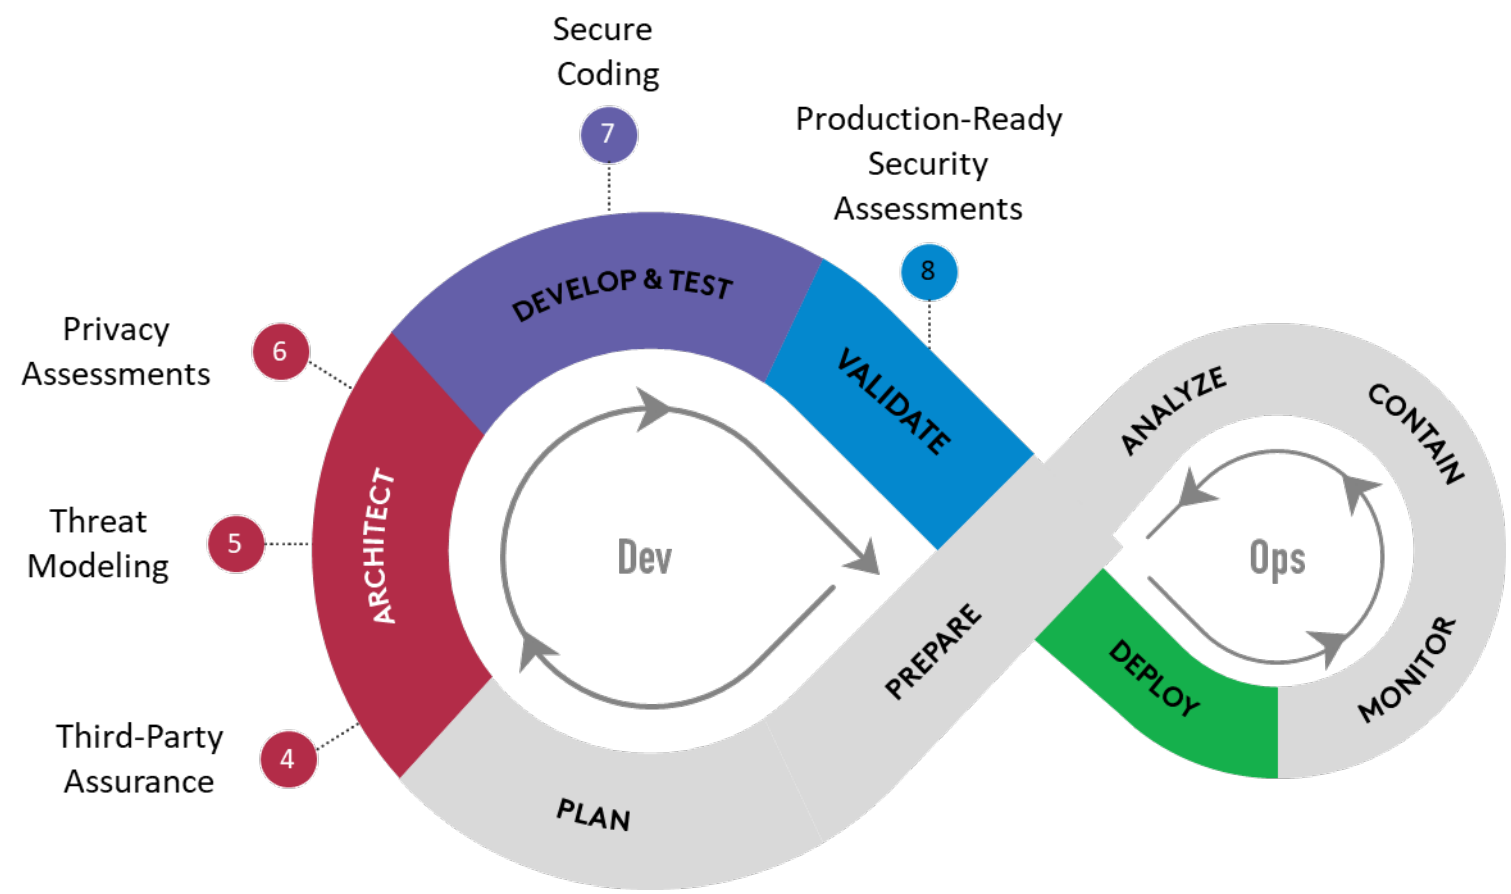 Secure
Coding
7
Production-Ready
Security
Assessments
8
DEVELOP & TEST
Privacy
Assessments
6
VALIDATE
ANALYZE
CONTAIN
Threat
Modeling
5
ARCHITECT
Dev
Ops
PREPARE
DEPLOY
MONITOR
Third-Party
Assurance
4
PLAN